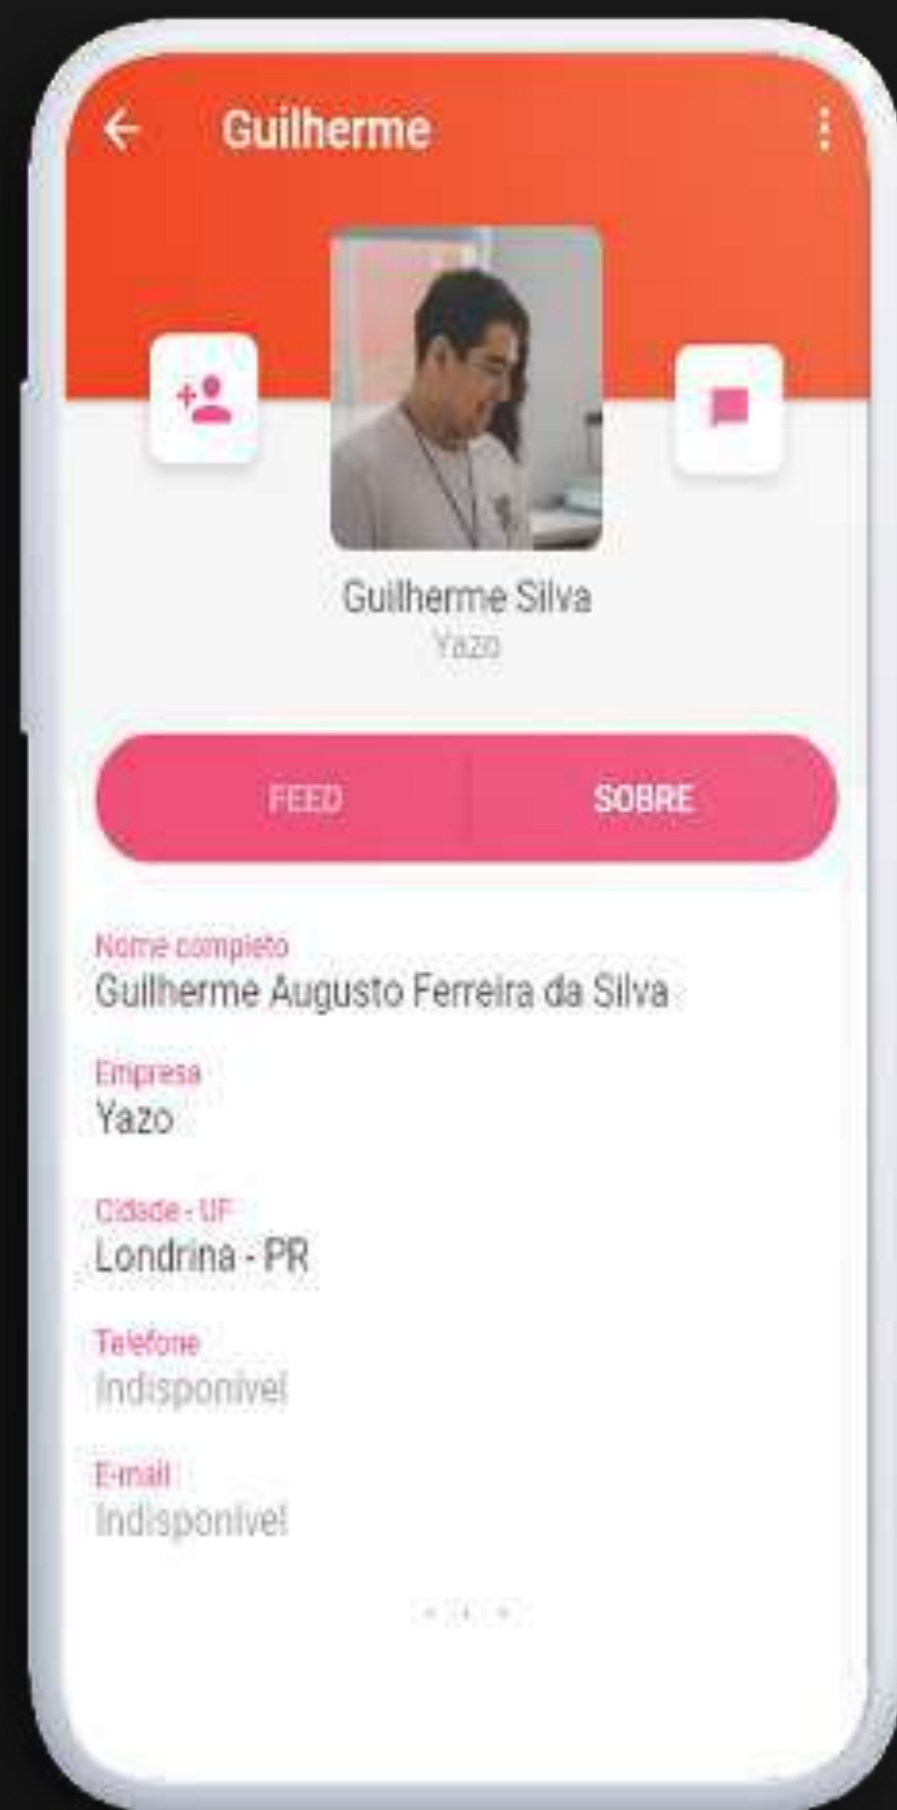 Guilherme
Guilherme Silva
Yazo
FEED
SOBRE
Nome completo
Guilherme Augusto Ferreira da Silva
Empresa
Yazo
Cidade - UF
Londrina - PR
Telefone
Indisponível
E-mail
Indisponível